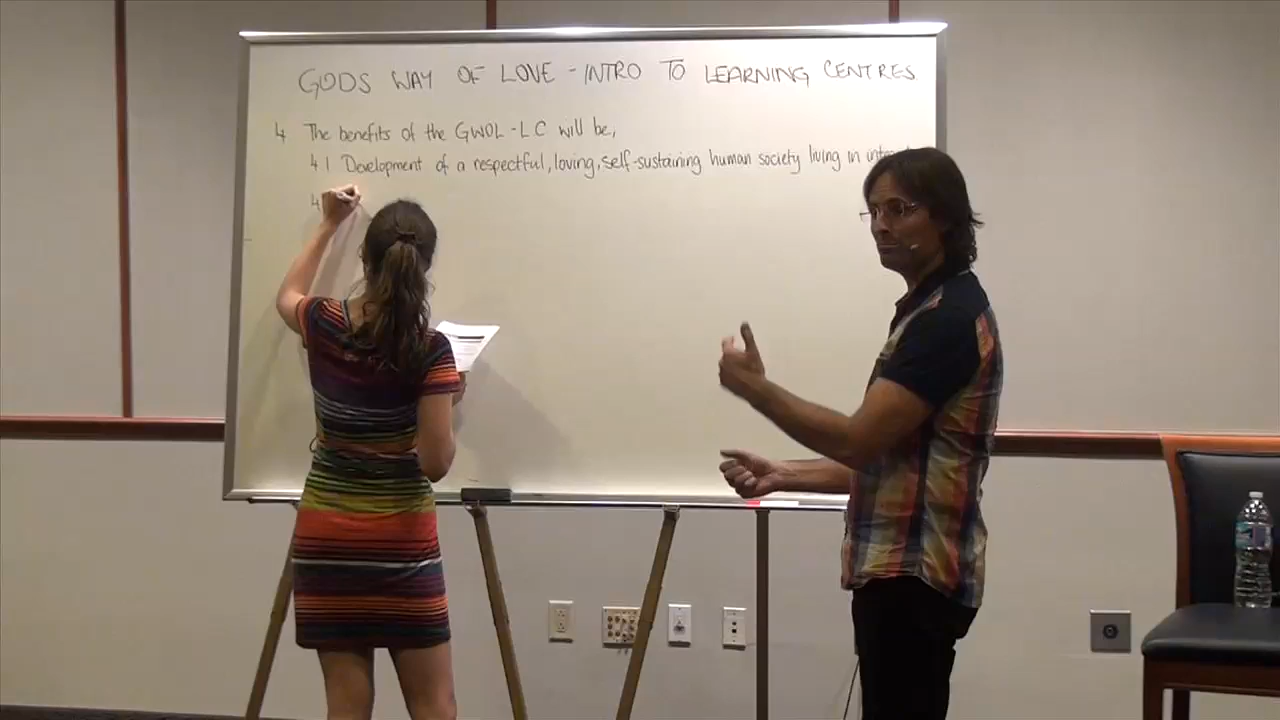 GODS WAY OF LOVE - INTRO TO LEARNING CENTRES
4 The benefits of the GWOL - L.C will be,
4.1 Development of a respectful, loving, self-sustaining human society living in
4